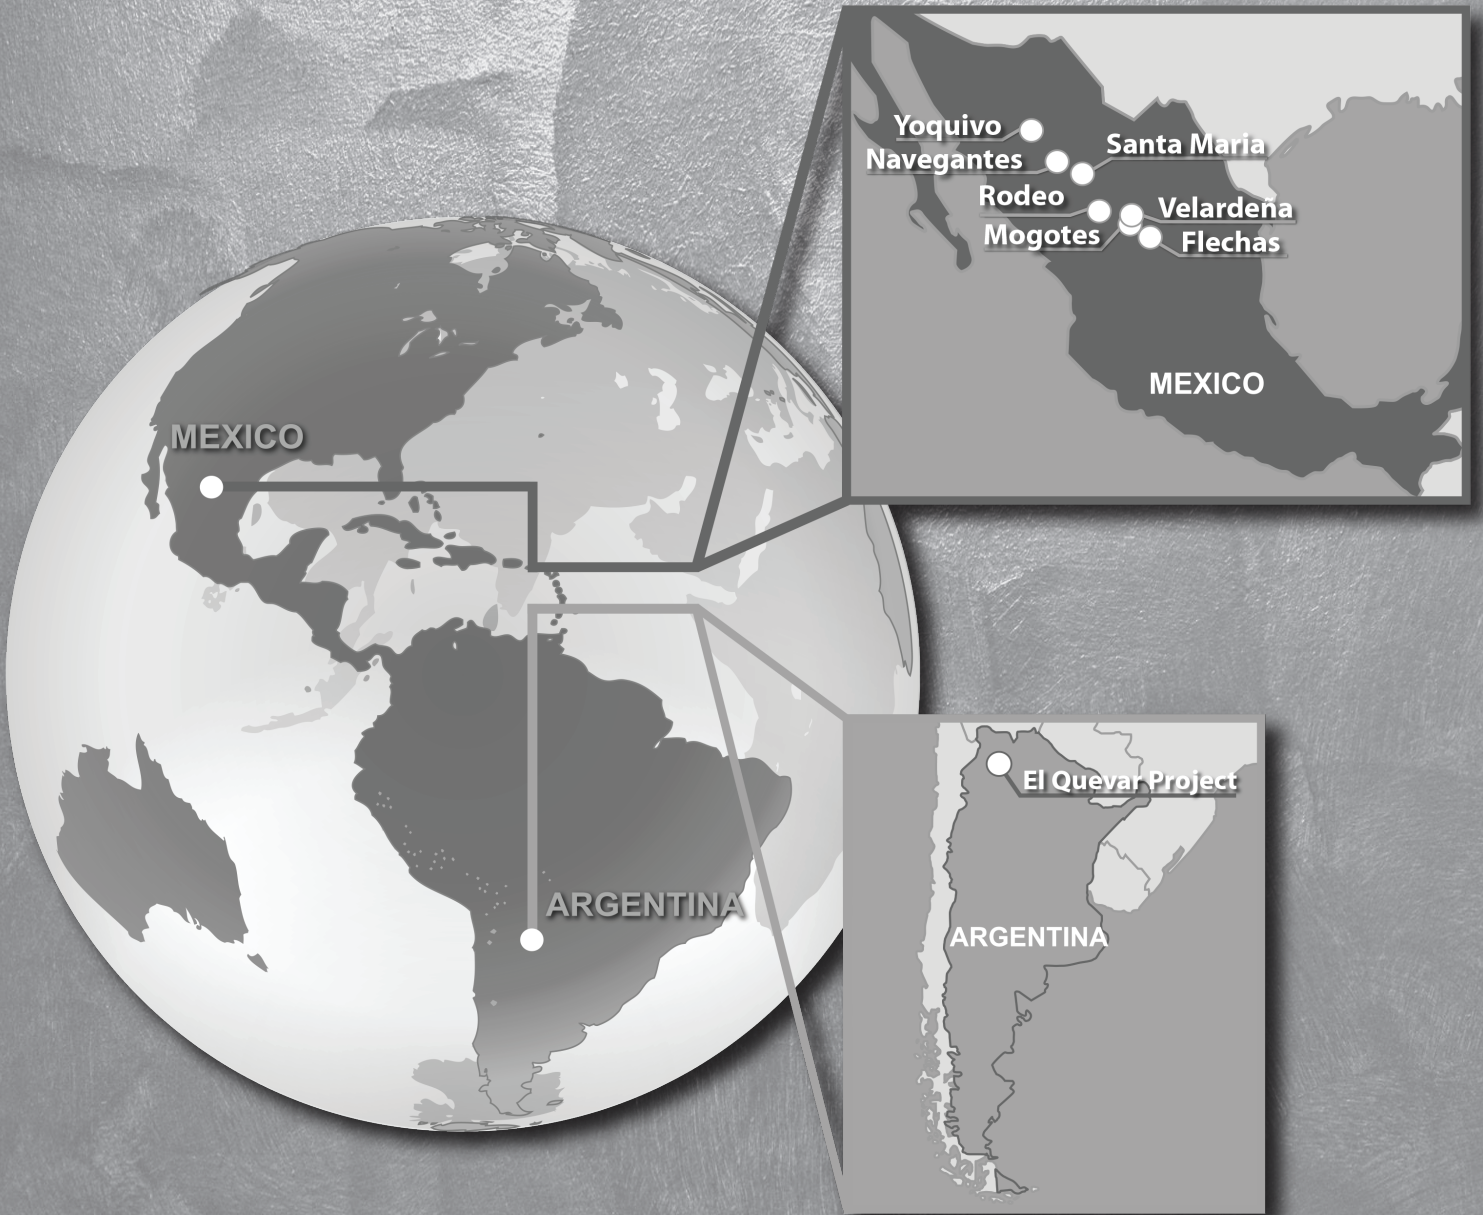 Yoquivo
Santa Maria
Navegantes
Rodeo
Velardeña
Mogotes
Flechas
MEXICO
MEXICO
El Quevar Project
ARGENTINA
ARGENTINA